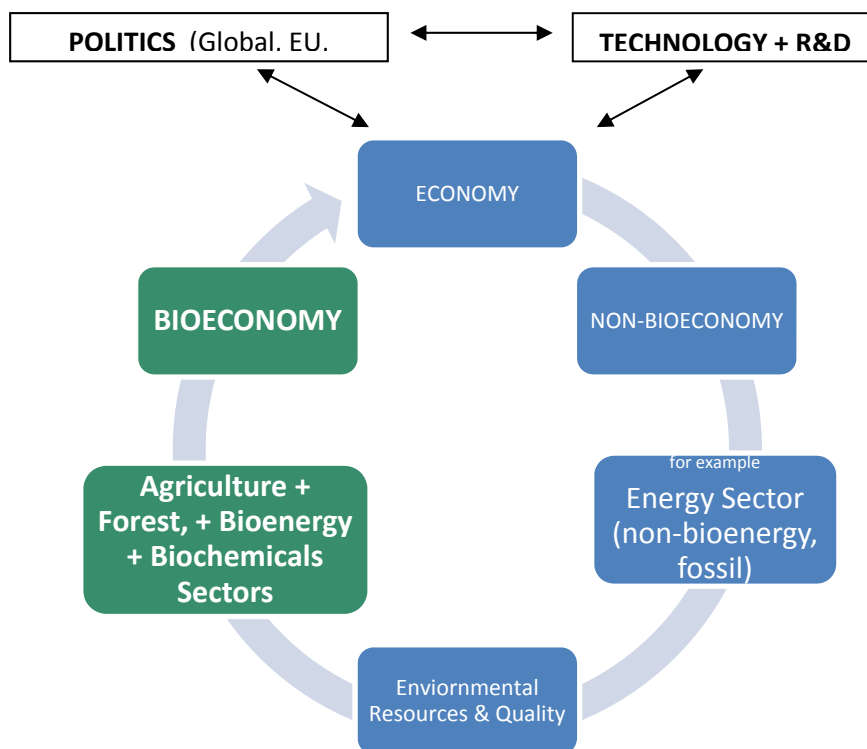 POLITICS (Global. EU.
TECHNOLOGY + R&D
ECONOMY
BIOECONOMY
NON-BIOECONOMY
Agriculture +
Forest, + Bioenergy
+ Biochemicals
Sectors
for example
Energy Sector
(non-bioenergy,
fossil)
Enviornmental
Resources & Quality